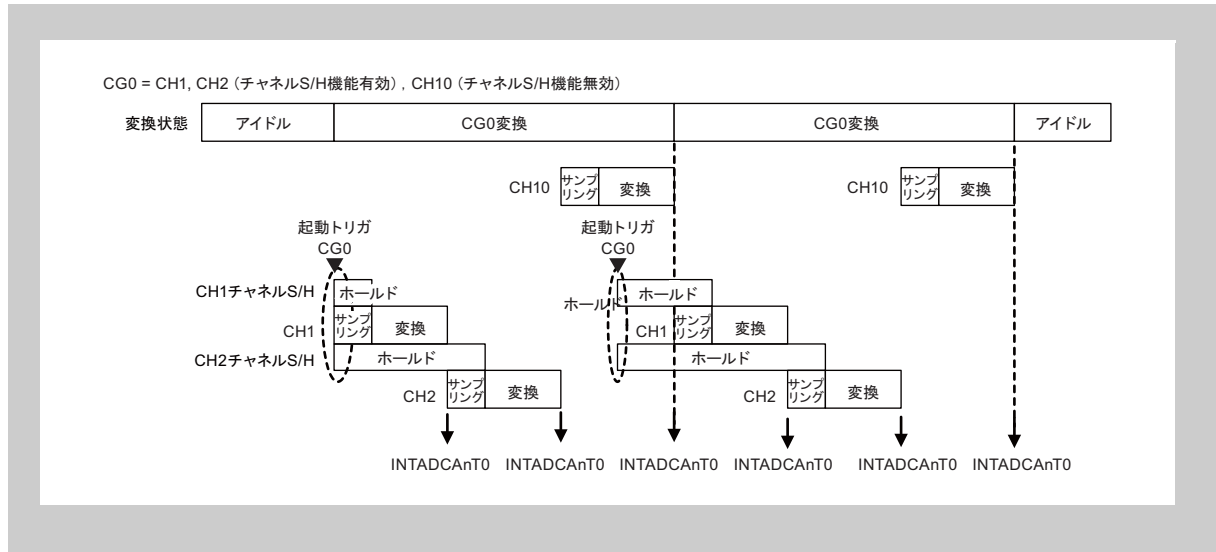 CG0 = CH1, CH2 (チャネルS/H機能有効) , CH10 (チャネルS/H機能無効)
変換状態 アイドル CG0変換 CG0変換 アイドル
CH10 サンプリング 変換 CH10 サンプリング 変換
起動トリガ 起動トリガ
CG0 CG0
CH1チャネルS/H ホールド ホールド ホールド
CH1 サンプリング 変換 CH1 サンプリング 変換
CH2チャネルS/H ホールド ホールド
CH2 サンプリング 変換 CH2 サンプリング 変換
INTADCAnT0 INTADCAnT0 INTADCAnT0 INTADCAnT0 INTADCAnT0 INTADCAnT0